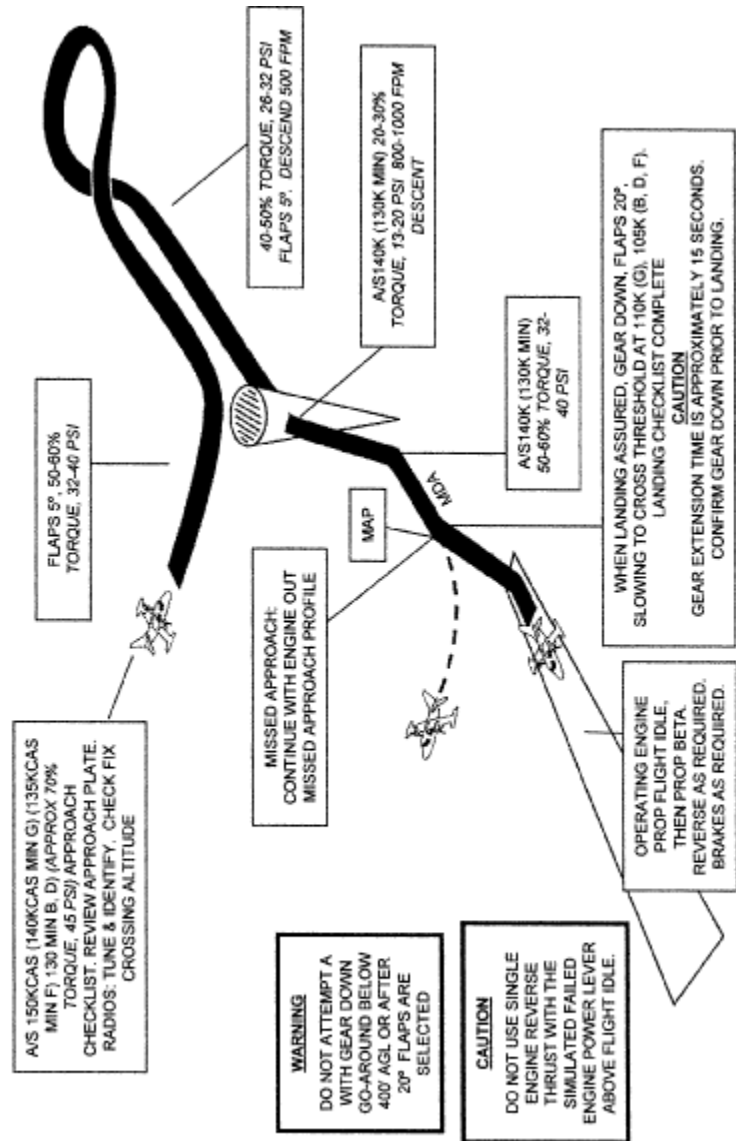 A/S 150KCAS (140KCAS MIN G) (135KCAS
MIN F) 130 MIN B, D) (APPROX 70%
TORQUE, 45 PSI) APPROACH
CHECKLIST, REVIEW APPROACH PLATE.
RADIOS: TUNE & IDENTIFY. CHECK FIX
CROSSING ALTITUDE
FLAPS 5º, 50-60%
TORQUE, 32-40 PSI
40-50% TORQUE, 26-32 PSI
FLAPS 5º. DESCEND 500 FPM
A/S140K (130K MIN) 20-30%
TORQUE, 13-20 PSI 800-1000 FPM
DESCENT
A/S140K (130K MIN)
50-60% TORQUE, 32-
40 PSI
MISSED APPROACH:
CONTINUE WITH ENGINE OUT
MISSED APPROACH PROFILE
MAP
MDA
WHEN LANDING ASSURED, GEAR DOWN, FLAPS 20º,
SLOWING TO CROSS THRESHOLD AT 110K (G), 105K (B, D, F).
LANDING CHECKLIST COMPLETE
CAUTION
GEAR EXTENSION TIME IS APPROXIMATELY 15 SECONDS.
CONFIRM GEAR DOWN PRIOR TO LANDING.
OPERATING ENGINE
PROP FLIGHT IDLE,
THEN PROP BETA.
REVERSE AS REQUIRED.
BRAKES AS REQUIRED.
WARNING
DO NOT ATTEMPT A
WITH GEAR DOWN
GO-AROUND BELOW
400' AGL OR AFTER
20º FLAPS ARE
SELECTED
CAUTION
DO NOT USE SINGLE
ENGINE REVERSE
THRUST WITH THE
SIMULATED FAILED
ENGINE POWER LEVER
ABOVE FLIGHT IDLE.